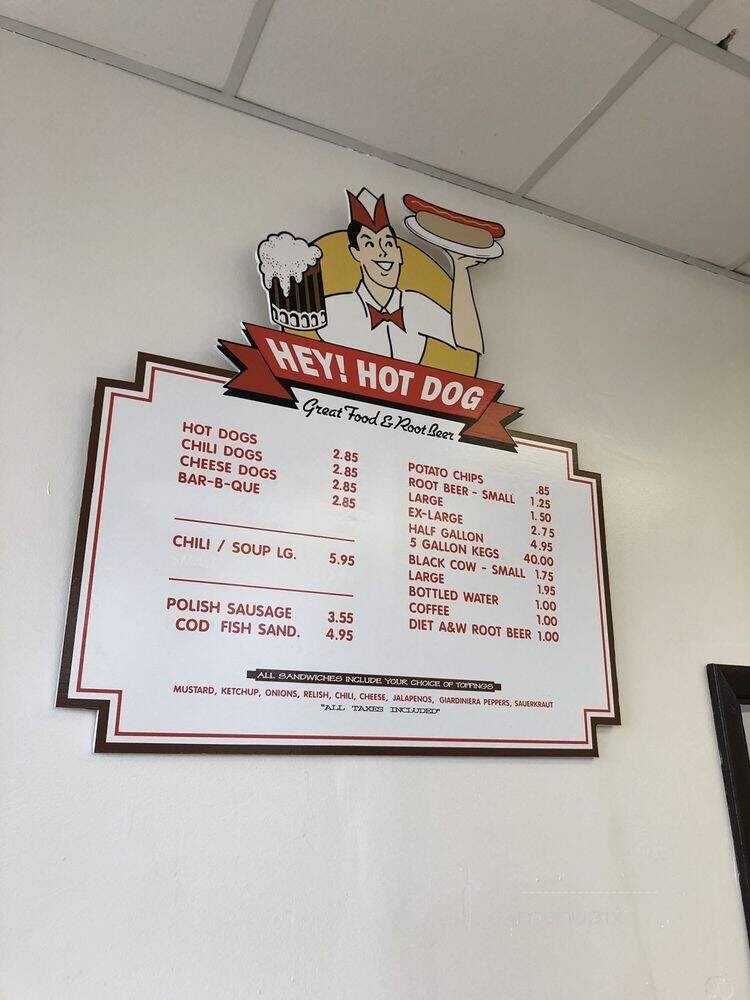 HEY! HOT DOG
Great Food & Root Beer
HOT DOGS 2.85
CHILI DOGS 2.85
CHEESE DOGS 2.85
BAR-B-QUE 2.85
CHILI / SOUP LG. 5.95
POLISH SAUSAGE 3.55
COD FISH SAND. 4.95
POTATO CHIPS .85
ROOT BEER - SMALL 1.25
LARGE 1.50
EX-LARGE 2.75
HALF GALLON 4.95
5 GALLON KEGS 40.00
BLACK COW - SMALL 1.75
LARGE 1.95
BOTTLED WATER 1.00
COFFEE 1.00
DIET A&W ROOT BEER 1.00
ALL SANDWICHES INCLUDE YOUR CHOICE OF TOPPINGS
MUSTARD, KETCHUP, ONIONS, RELISH, CHILI, CHEESE, JALAPENOS, GIARDINIERA PEPPERS, SAUERKRAUT
"ALL TAXES INCLUDED"